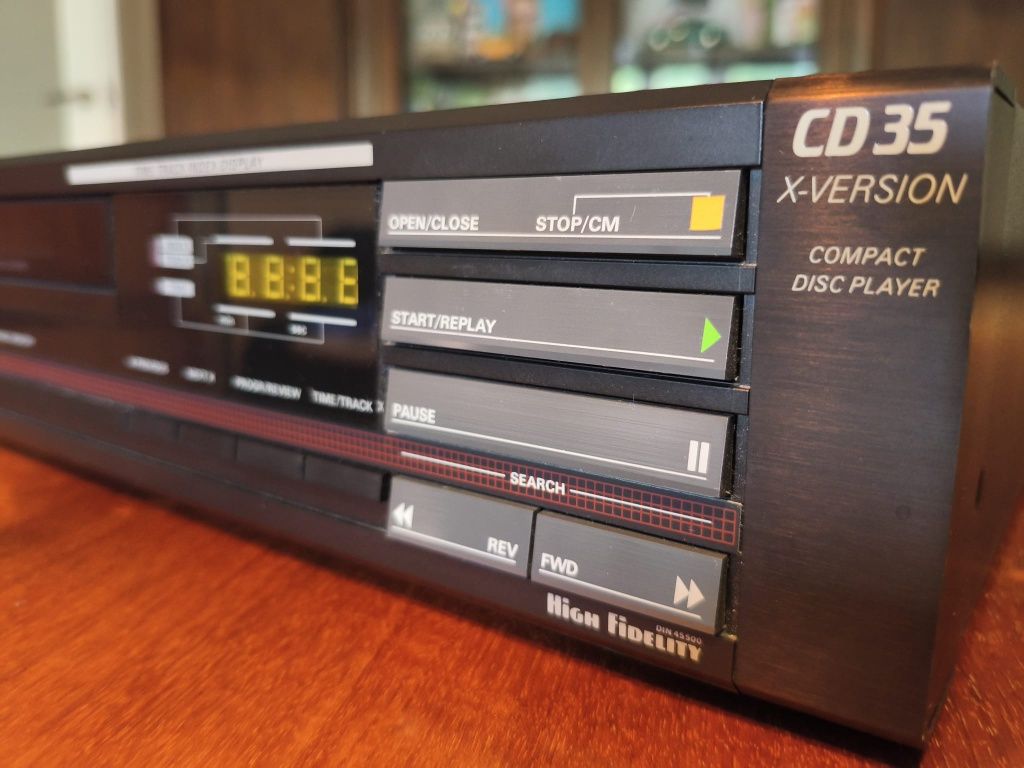 CD 35
X-VERSION
COMPACT
DISC PLAYER
OPEN/CLOSE STOP/CM
START/REPLAY
PAUSE
PROGR/REVIEW TIME/TRACK X
SEARCH
REV
FWD
HIGH FIDELITY
DIN 45500